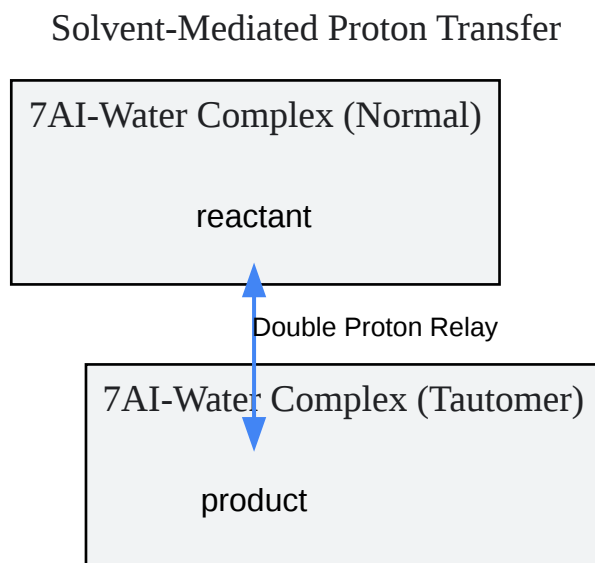 Solvent-Mediated Proton Transfer
7AI-Water Complex (Normal)
reactant
Double Proton Relay
7AI-Water Complex (Tautomer)
product